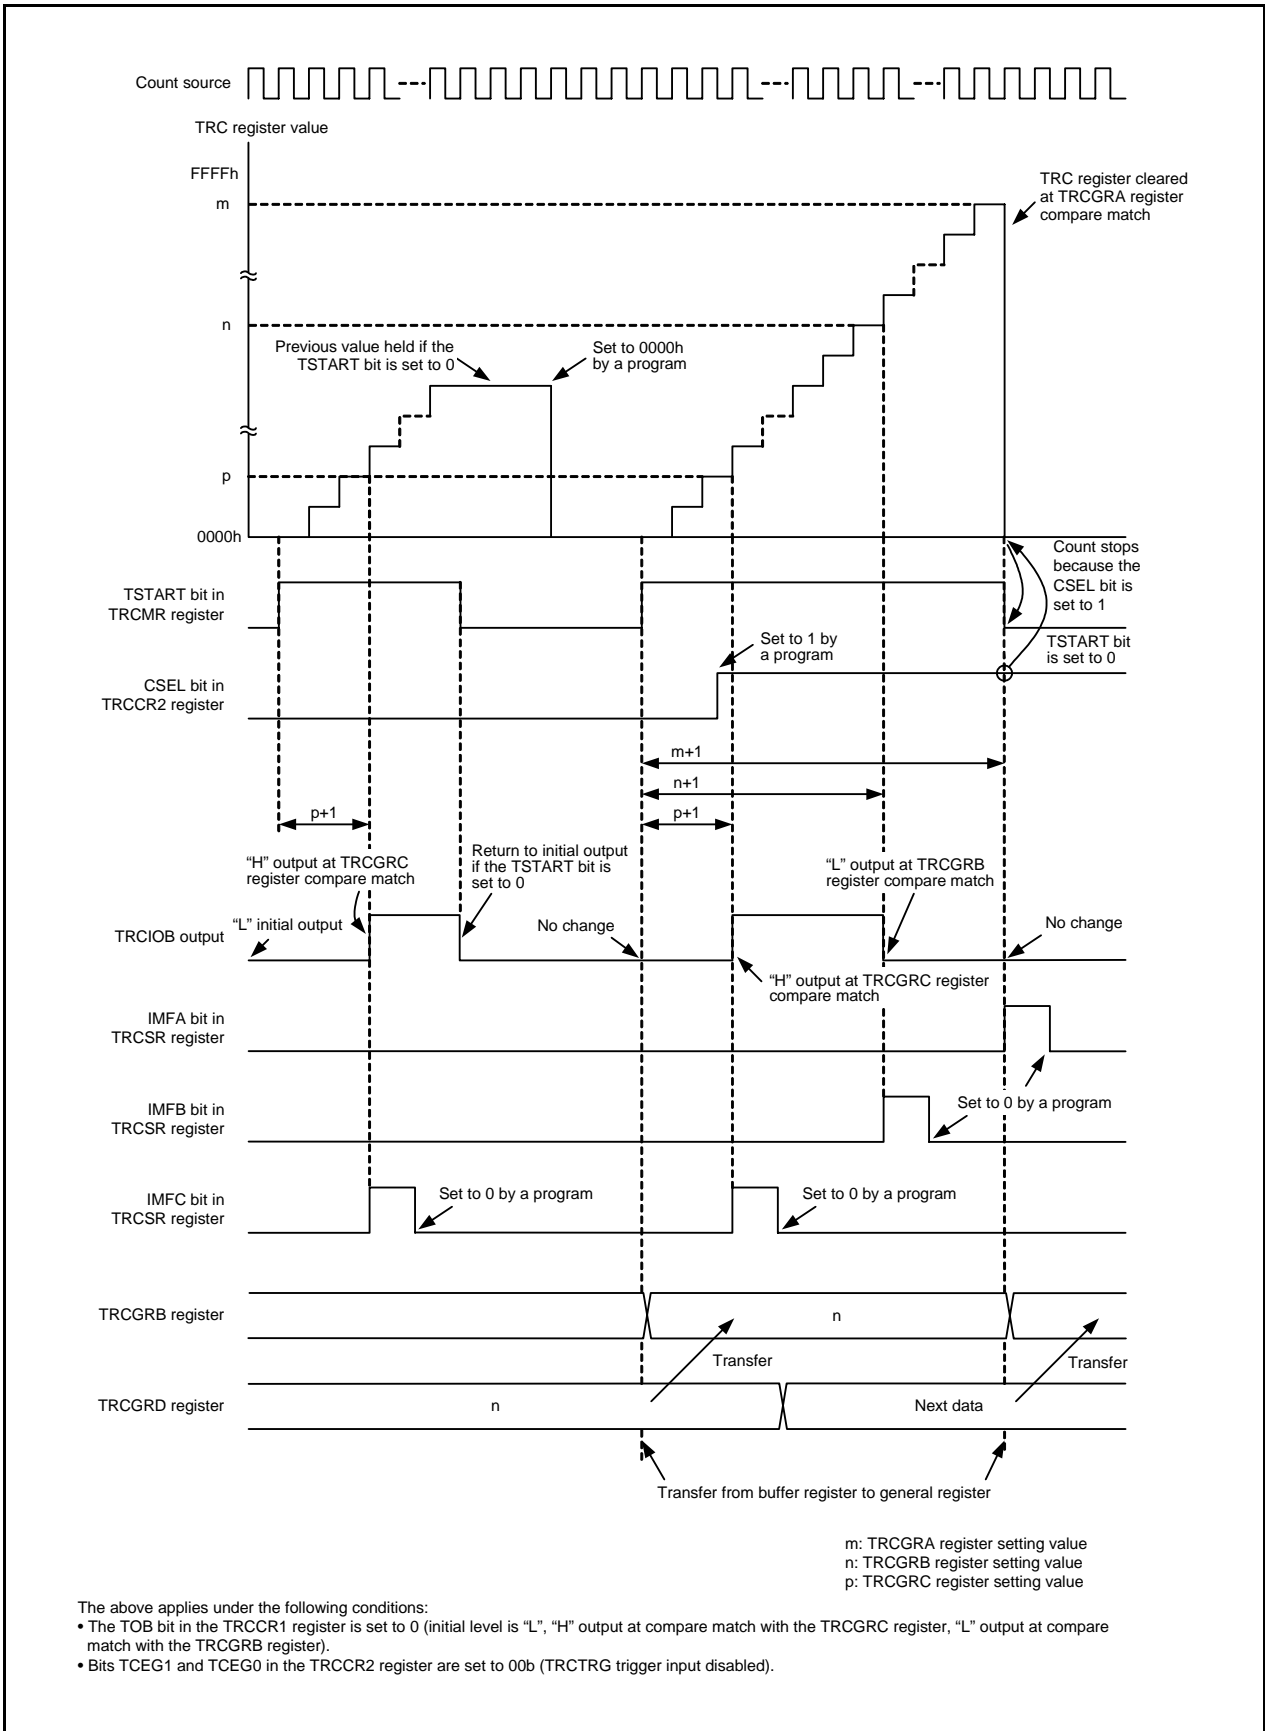 Count source
TRC register value
FFFFh
m
TRC register cleared
at TRCGRA register
compare match
n
Previous value held if the
TSTART bit is set to 0
Set to 0000h
by a program
p
0000h
Count stops
because the
CSEL bit is
set to 1
TSTART bit in
TRCMR register
TSTART bit
is set to 0
Set to 1 by
a program
CSEL bit in
TRCCR2 register
m+1
n+1
p+1
p+1
“H” output at TRCGRC
register compare match
Return to initial output
if the TSTART bit is
set to 0
“L” output at TRCGRB
register compare match
“L” initial output
No change
No change
TRCIOB output
“H” output at TRCGRC register
compare match
IMFA bit in
TRCSR register
IMFB bit in
TRCSR register
Set to 0 by a program
IMFC bit in
TRCSR register
Set to 0 by a program
Set to 0 by a program
TRCGRB register
n
Transfer
Transfer
TRCGRD register
n
Next data
Transfer from buffer register to general register
m: TRCGRA register setting value
n: TRCGRB register setting value
p: TRCGRC register setting value
The above applies under the following conditions:
• The TOB bit in the TRCCR1 register is set to 0 (initial level is “L”, “H” output at compare match with the TRCGRC register, “L” output at compare
match with the TRCGRB register).
• Bits TCEG1 and TCEG0 in the TRCCR2 register are set to 00b (TRCTRG trigger input disabled).